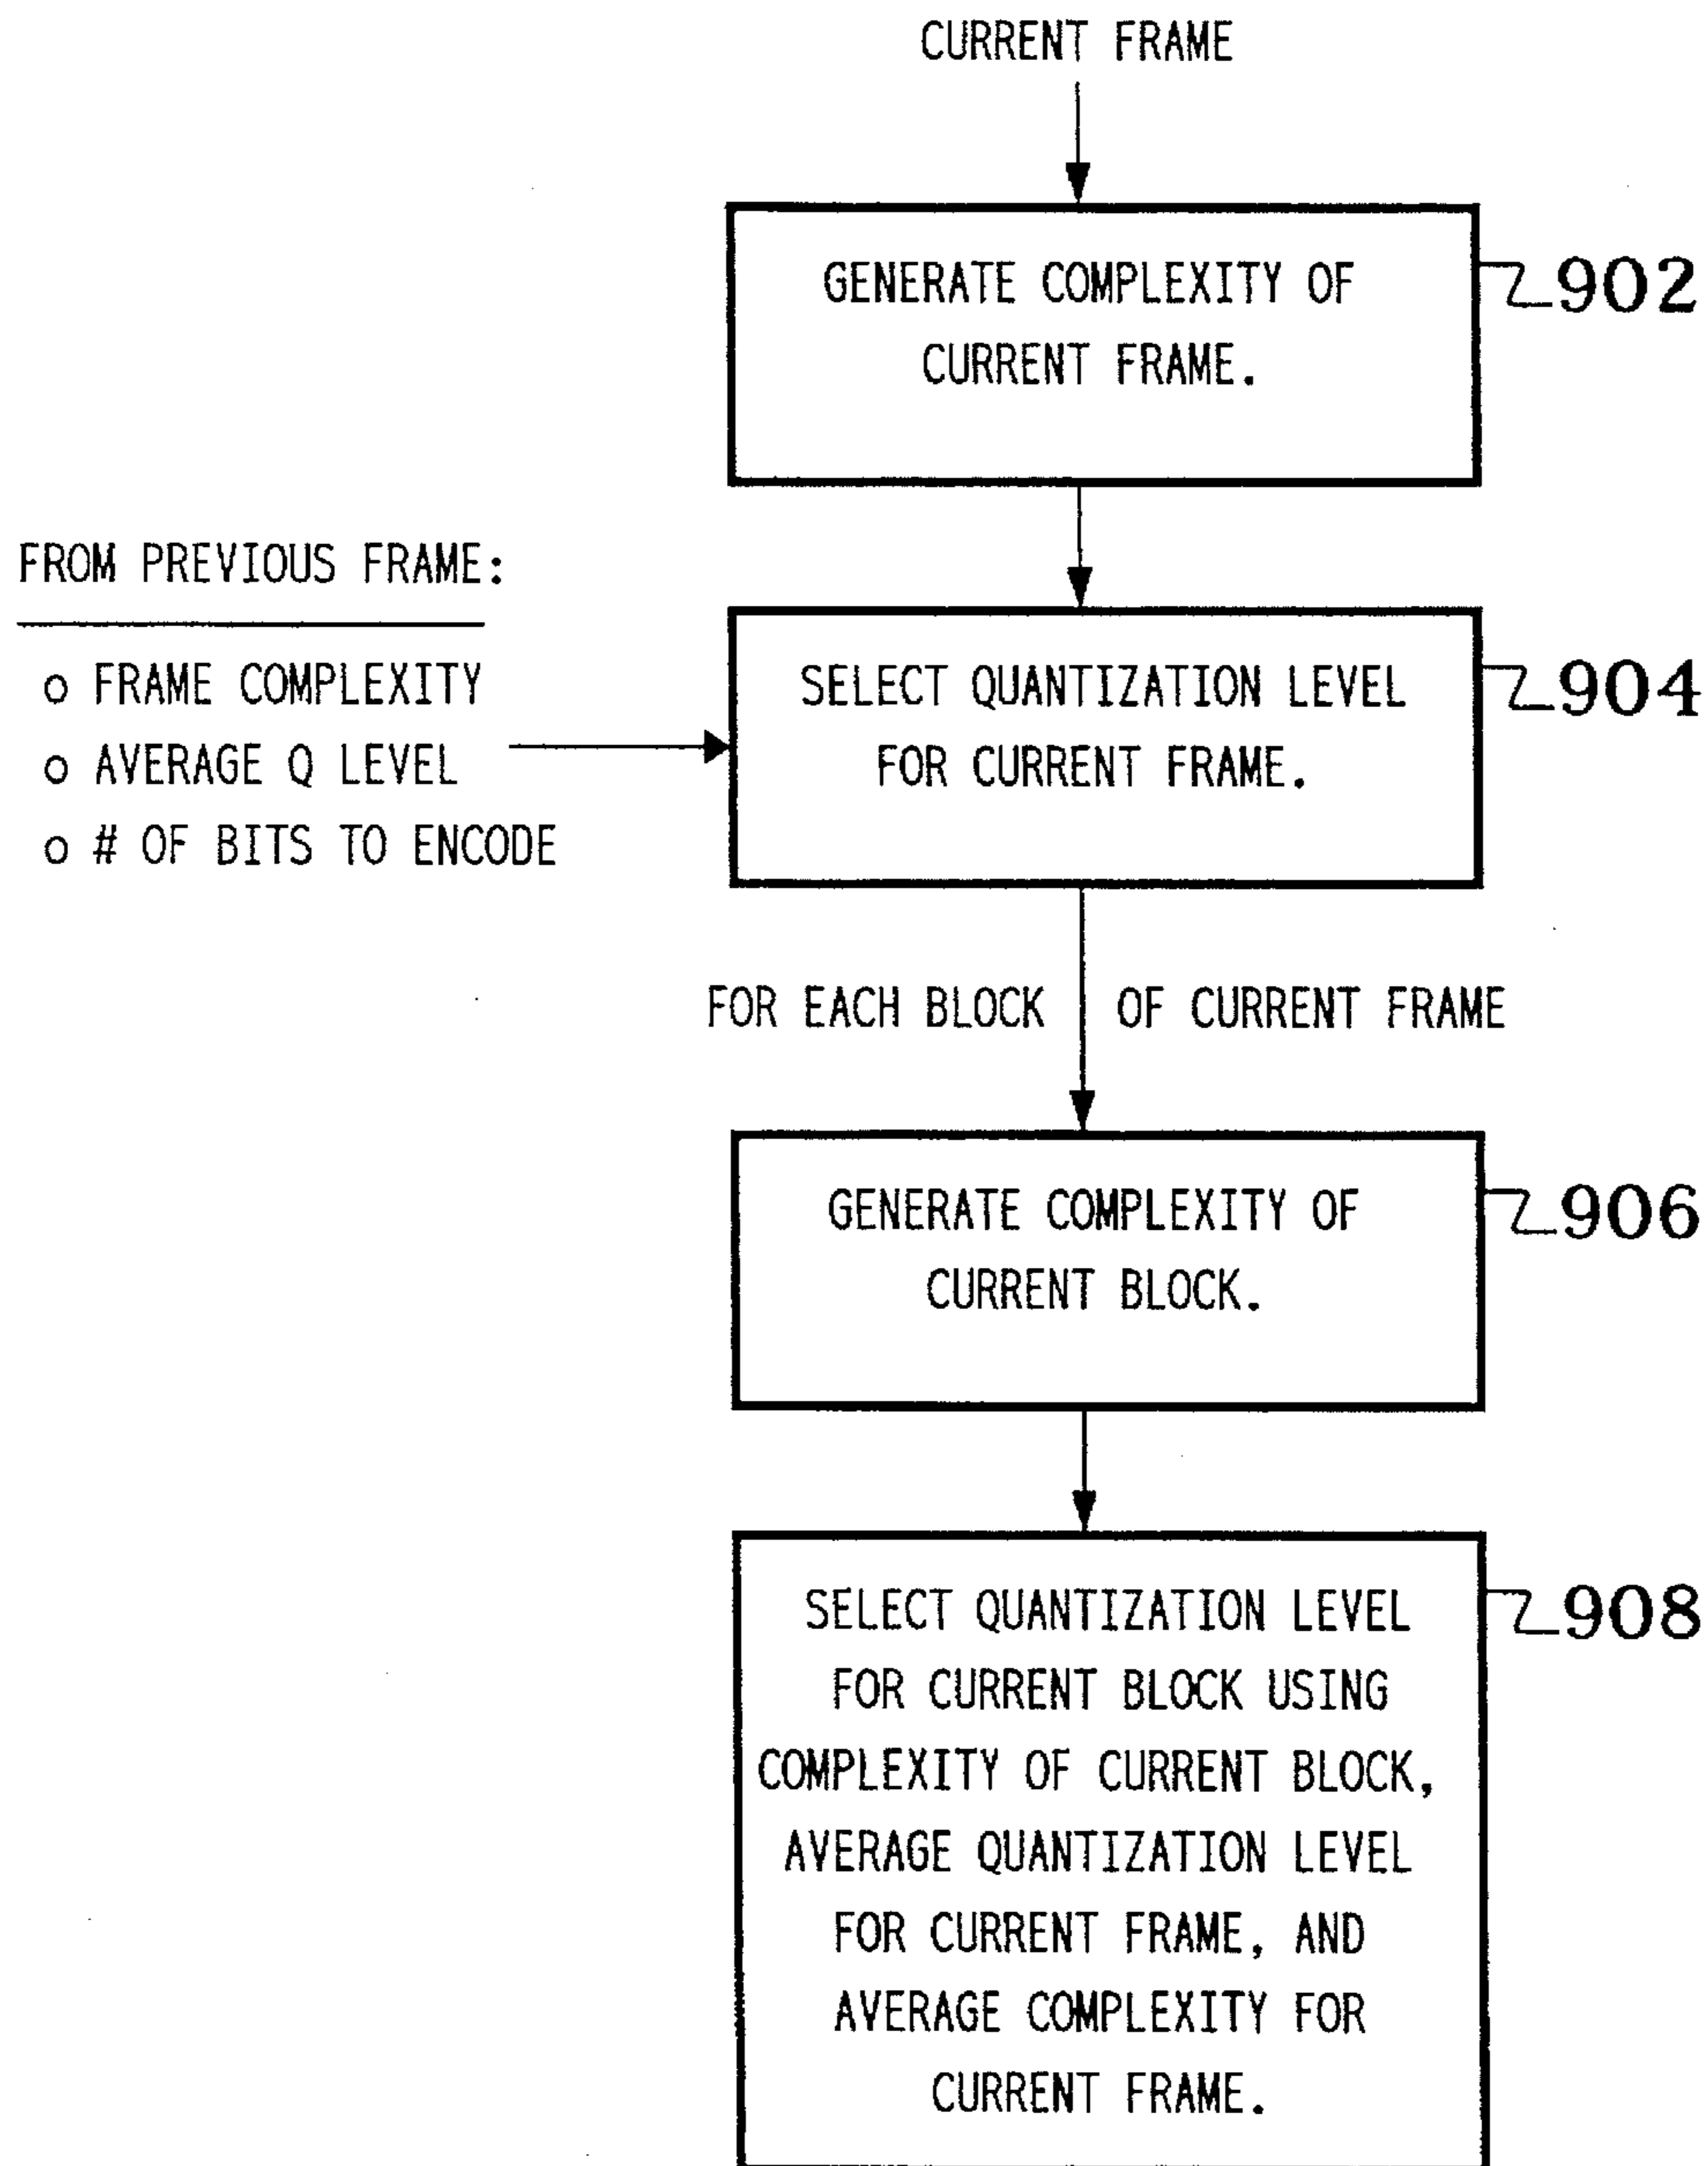 CURRENT FRAME
GENERATE COMPLEXITY OF
CURRENT FRAME.
902
FROM PREVIOUS FRAME:
o FRAME COMPLEXITY
o AVERAGE Q LEVEL
o # OF BITS TO ENCODE
SELECT QUANTIZATION LEVEL
FOR CURRENT FRAME.
904
FOR EACH BLOCK OF CURRENT FRAME
GENERATE COMPLEXITY OF
CURRENT BLOCK.
906
SELECT QUANTIZATION LEVEL
FOR CURRENT BLOCK USING
COMPLEXITY OF CURRENT BLOCK,
AVERAGE QUANTIZATION LEVEL
FOR CURRENT FRAME, AND
AVERAGE COMPLEXITY FOR
CURRENT FRAME.
908